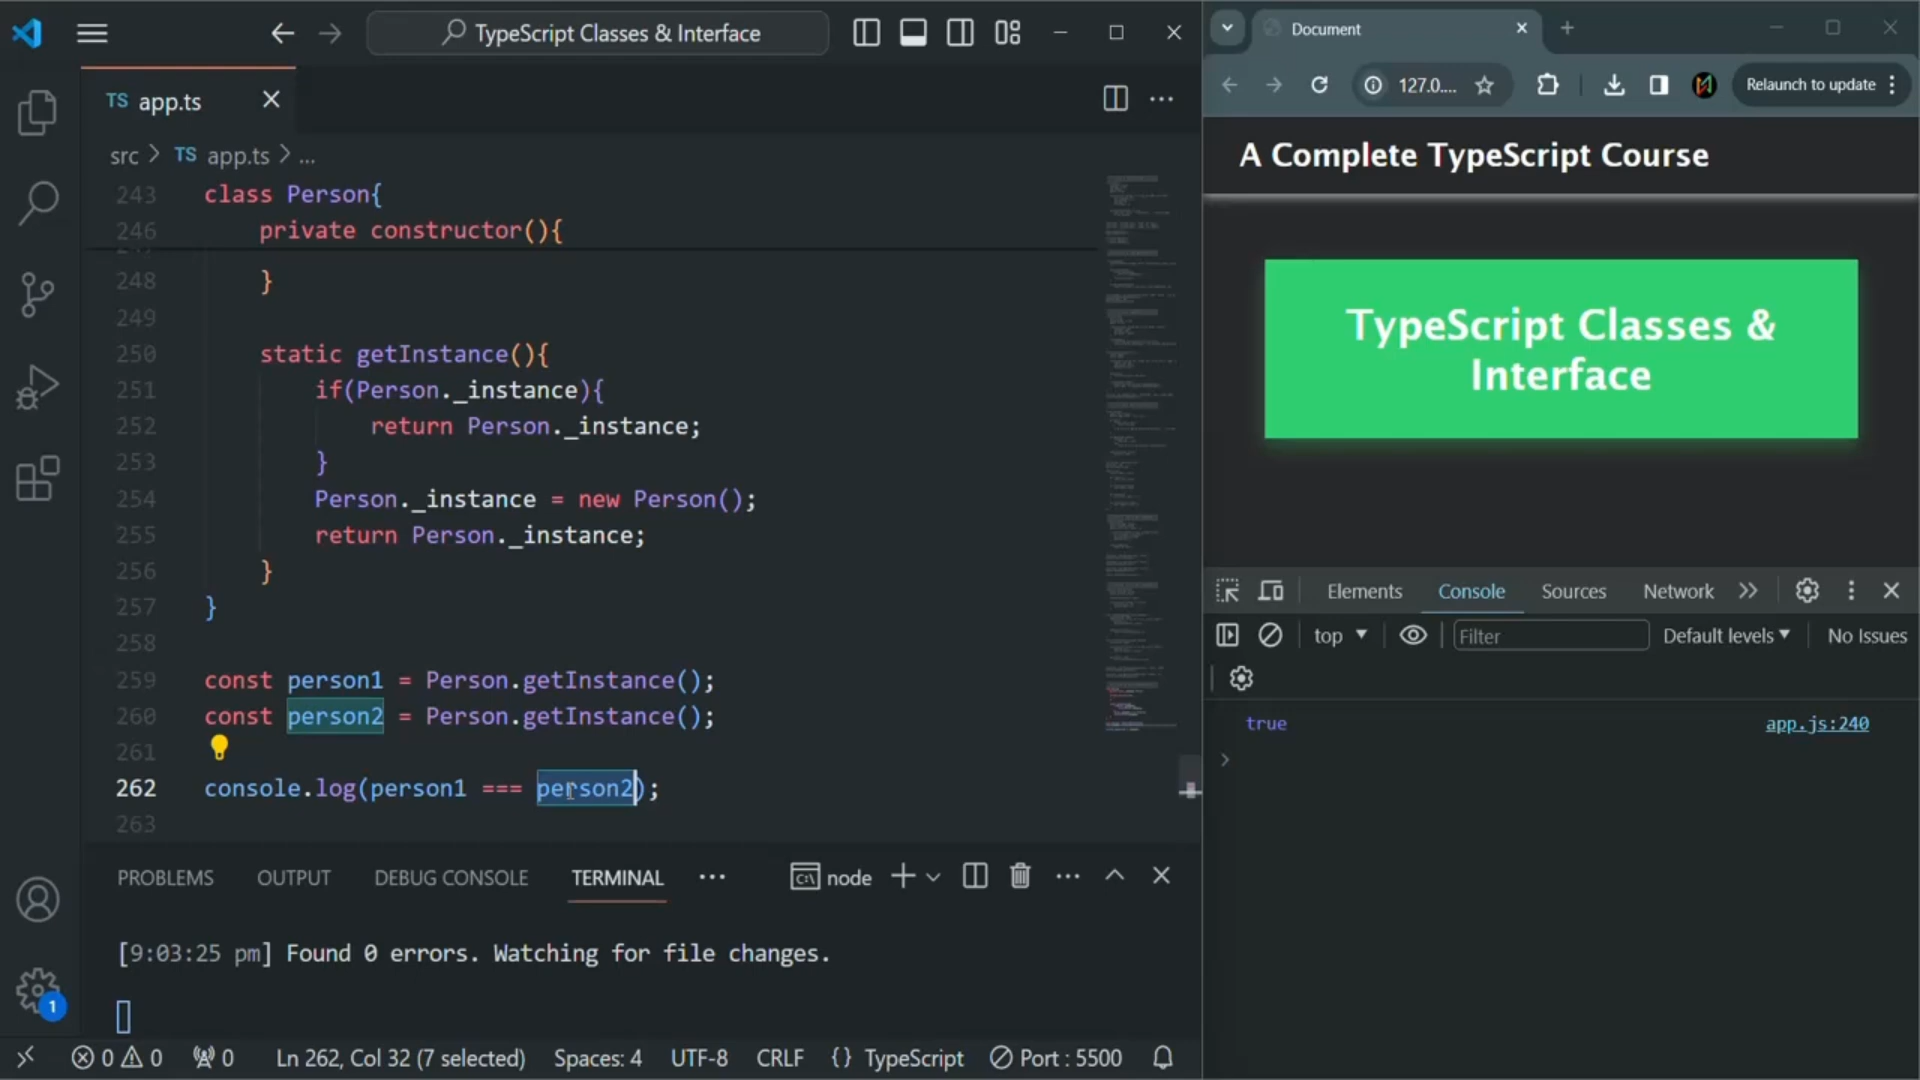 TypeScript Classes & Interface
TS app.ts
src > TS app.ts > ...
243 class Person{
246 private constructor(){
248 }
249
250 static getInstance(){
251 if(Person._instance){
252 return Person._instance;
253 }
254 Person._instance = new Person();
255 return Person._instance;
256 }
257 }
258
259 const person1 = Person.getInstance();
260 const person2 = Person.getInstance();
261
262 console.log(person1 === person2);
263
PROBLEMS OUTPUT DEBUG CONSOLE TERMINAL ... node
[9:03:25 pm] Found 0 errors. Watching for file changes.
1
0 0 0 Ln 262, Col 32 (7 selected) Spaces: 4 UTF-8 CRLF {} TypeScript Port : 5500
Document
127.0.... Relaunch to update
A Complete TypeScript Course
TypeScript Classes &
Interface
Elements Console Sources Network
top Filter Default levels No Issues
true app.js:240